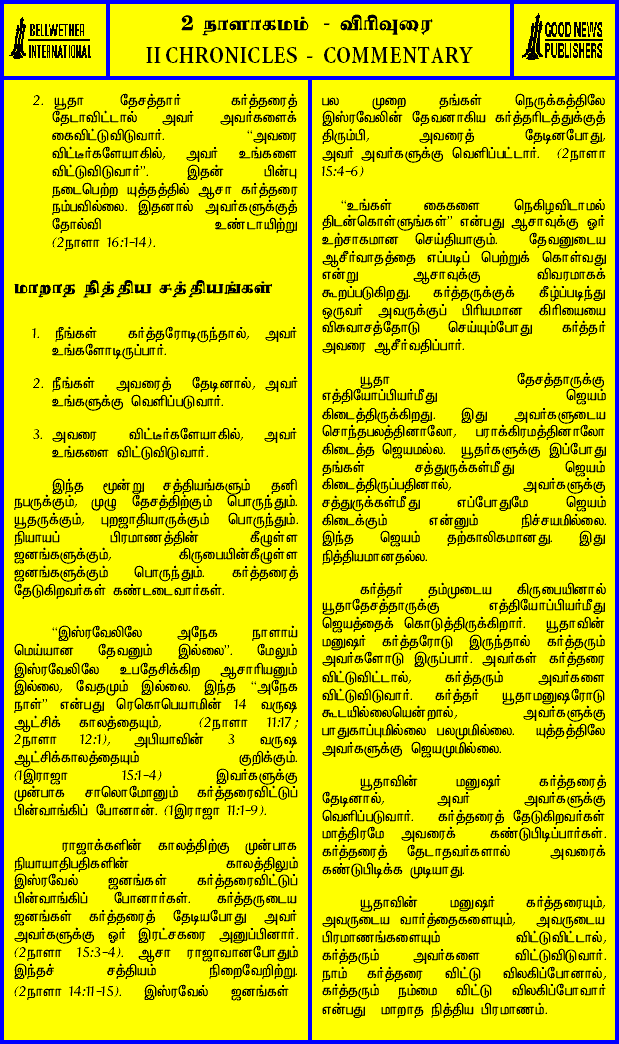 BELLWETHER
INTERNATIONAL
2 நாளாகமம் - விரிவுரை
II CHRONICLES - COMMENTARY
GOOD NEWS
PUBLISHERS
2. யூதா தேசத்தார் கர்த்தரைத்
தேடாவிட்டால் அவர் அவர்களைக்
கைவிட்டுவிடுவார். "அவரை
விட்டீர்களேயாகில், அவர் உங்களை
விட்டுவிடுவார்". இதன் பின்பு
நடைபெற்ற யுத்தத்தில் ஆசா கர்த்தரை
நம்பவில்லை. இதனால் அவர்களுக்குத்
தோல்வி உண்டாயிற்று
(2நாளா 16:1-14).
மாறாத நித்திய சத்தியங்கள்
1. நீங்கள் கர்த்தரோடிருந்தால், அவர்
உங்களோடிருப்பார்.
2. நீங்கள் அவரைத் தேடினால், அவர்
உங்களுக்கு வெளிப்படுவார்.
3. அவரை விட்டீர்களேயாகில், அவர்
உங்களை விட்டுவிடுவார்.
இந்த மூன்று சத்தியங்களும் தனி
நபருக்கும், முழு தேசத்திற்கும் பொருந்தும்.
யூதருக்கும், புறஜாதியாருக்கும் பொருந்தும்.
நியாயப் பிரமாணத்தின் கீழுள்ள
ஜனங்களுக்கும், கிருபையின்கீழுள்ள
ஜனங்களுக்கும் பொருந்தும். கர்த்தரைத்
தேடுகிறவர்கள் கண்டடைவார்கள்.
"இஸ்ரவேலிலே அநேக நாளாய்
மெய்யான தேவனும் இல்லை". மேலும்
இஸ்ரவேலிலே உபதேசிக்கிற ஆசாரியனும்
இல்லை, வேதமும் இல்லை. இந்த "அநேக
நாள்" என்பது ரெகொபெயாமின் 14 வருஷ
ஆட்சிக் காலத்தையும், (2நாளா 11:17;
2நாளா 12:1), அபியாவின் 3 வருஷ
ஆட்சிக்காலத்தையும் குறிக்கும்.
(1இராஜா 15:1-4) இவர்களுக்கு
முன்பாக சாலொமோனும் கர்த்தரைவிட்டுப்
பின்வாங்கிப் போனான். (1இராஜா 11:1-9).
ராஜாக்களின் காலத்திற்கு முன்பாக
நியாயாதிபதிகளின் காலத்திலும்
இஸ்ரவேல் ஜனங்கள் கர்த்தரைவிட்டுப்
பின்வாங்கிப் போனார்கள். கர்த்தருடைய
ஜனங்கள் கர்த்தரைத் தேடியபோது அவர்
அவர்களுக்கு ஓர் இரட்சகரை அனுப்பினார்.
(2நாளா 15:3-4). ஆசா ராஜாவானபோதும்
இந்தச் சத்தியம் நிறைவேறிற்று.
(2நாளா 14:11-15). இஸ்ரவேல் ஜனங்கள்
பல முறை தங்கள் நெருக்கத்திலே
இஸ்ரவேலின் தேவனாகிய கர்த்தரிடத்துக்குத்
திரும்பி, அவரைத் தேடினபோது,
அவர் அவர்களுக்கு வெளிப்பட்டார். (2நாளா
15:4-6)
"உங்கள் கைகளை நெகிழவிடாமல்
திடன்கொள்ளுங்கள்" என்பது ஆசாவுக்கு ஓர்
உற்சாகமான செய்தியாகும். தேவனுடைய
ஆசீர்வாதத்தை எப்படிப் பெற்றுக் கொள்வது
என்று ஆசாவுக்கு விவரமாகக்
கூறப்படுகிறது. கர்த்தருக்குக் கீழ்ப்படிந்து
ஒருவர் அவருக்குப் பிரியமான கிரியையை
விசுவாசத்தோடு செய்யும்போது கர்த்தர்
அவரை ஆசீர்வதிப்பார்.
யூதா தேசத்தாருக்கு
எத்தியோப்பியர்மீது ஜெயம்
கிடைத்திருக்கிறது. இது அவர்களுடைய
சொந்தபலத்தினாலோ, பராக்கிரமத்தினாலோ
கிடைத்த ஜெயமல்ல. யூதர்களுக்கு இப்போது
தங்கள் சத்துருக்கள்மீது ஜெயம்
கிடைத்திருப்பதினால், அவர்களுக்கு
சத்துருக்கள்மீது எப்போதுமே ஜெயம்
கிடைக்கும் என்னும் நிச்சயமில்லை.
இந்த ஜெயம் தற்காலிகமானது. இது
நித்தியமானதல்ல.
கர்த்தர் தம்முடைய கிருபையினால்
யூதாதேசத்தாருக்கு எத்தியோப்பியர்மீது
ஜெயத்தைக் கொடுத்திருக்கிறார். யூதாவின்
மனுஷர் கர்த்தரோடு இருந்தால் கர்த்தரும்
அவர்களோடு இருப்பார். அவர்கள் கர்த்தரை
விட்டுவிட்டால், கர்த்தரும் அவர்களை
விட்டுவிடுவார். கர்த்தர் யூதாமனுஷரோடு
கூடயில்லையென்றால், அவர்களுக்கு
பாதுகாப்புமில்லை பலமுமில்லை. யுத்தத்திலே
அவர்களுக்கு ஜெயமுமில்லை.
யூதாவின் மனுஷர் கர்த்தரைத்
தேடினால், அவர் அவர்களுக்கு
வெளிப்படுவார். கர்த்தரைத் தேடுகிறவர்கள்
மாத்திரமே அவரைக் கண்டுபிடிப்பார்கள்.
கர்த்தரைத் தேடாதவர்களால் அவரைக்
கண்டுபிடிக்க முடியாது.
யூதாவின் மனுஷர் கர்த்தரையும்,
அவருடைய வார்த்தைகளையும், அவருடைய
பிரமாணங்களையும் விட்டுவிட்டால்,
கர்த்தரும் அவர்களை விட்டுவிடுவார்.
நாம் கர்த்தரை விட்டு விலகிப்போனால்,
கர்த்தரும் நம்மை விட்டு விலகிப்போவார்
என்பது மாறாத நித்திய பிரமாணம்.